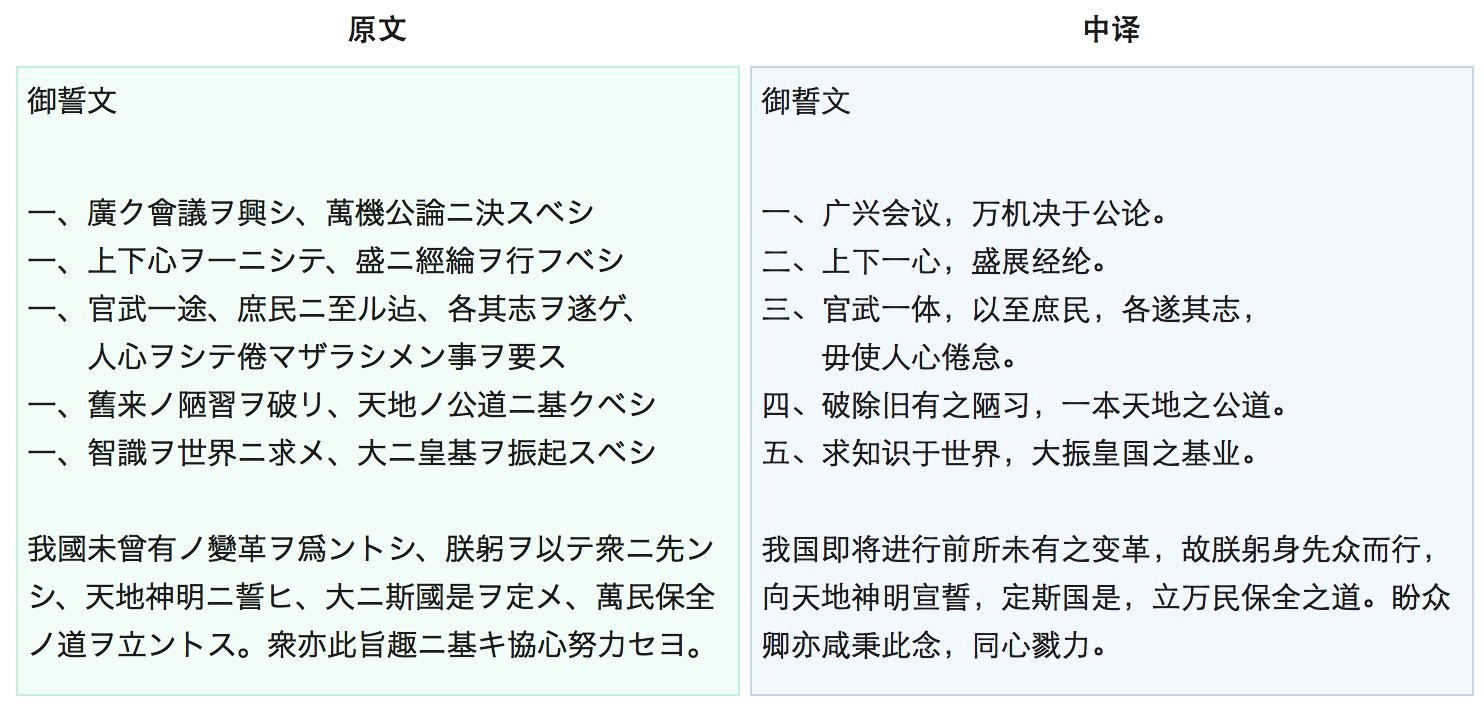 原文
御誓文
一、廣ク會議ヲ興シ、萬機公論ニ決スベシ
一、上下心ヲ一ニシテ、盛ニ經綸ヲ行フベシ
一、官武一途、庶民ニ至ル迠、各其志ヲ遂ゲ、
人心ヲシテ倦マザラシメン事ヲ要ス
一、舊来ノ陋習ヲ破リ、天地ノ公道ニ基クベシ
一、智識ヲ世界ニ求メ、大ニ皇基ヲ振起スベシ
我國未曾有ノ變革ヲ爲ントシ、朕躬ヲ以テ衆ニ先ン
シ、天地神明ニ誓ヒ、大ニ斯國是ヲ定メ、萬民保全
ノ道ヲ立ントス。衆亦此旨趣ニ基キ協心努力セヨ。
中译
御誓文
一、广兴会议，万机决于公论。
二、上下一心，盛展经纶。
三、官武一体，以至庶民，各遂其志，
毋使人心倦怠。
四、破除旧有之陋习，一本天地之公道。
五、求知识于世界，大振皇国之基业。
我国即将进行前所未有之变革，故朕躬身先众而行，
向天地神明宣誓，定斯国是，立万民保全之道。盼众
卿亦咸秉此念，同心戮力。